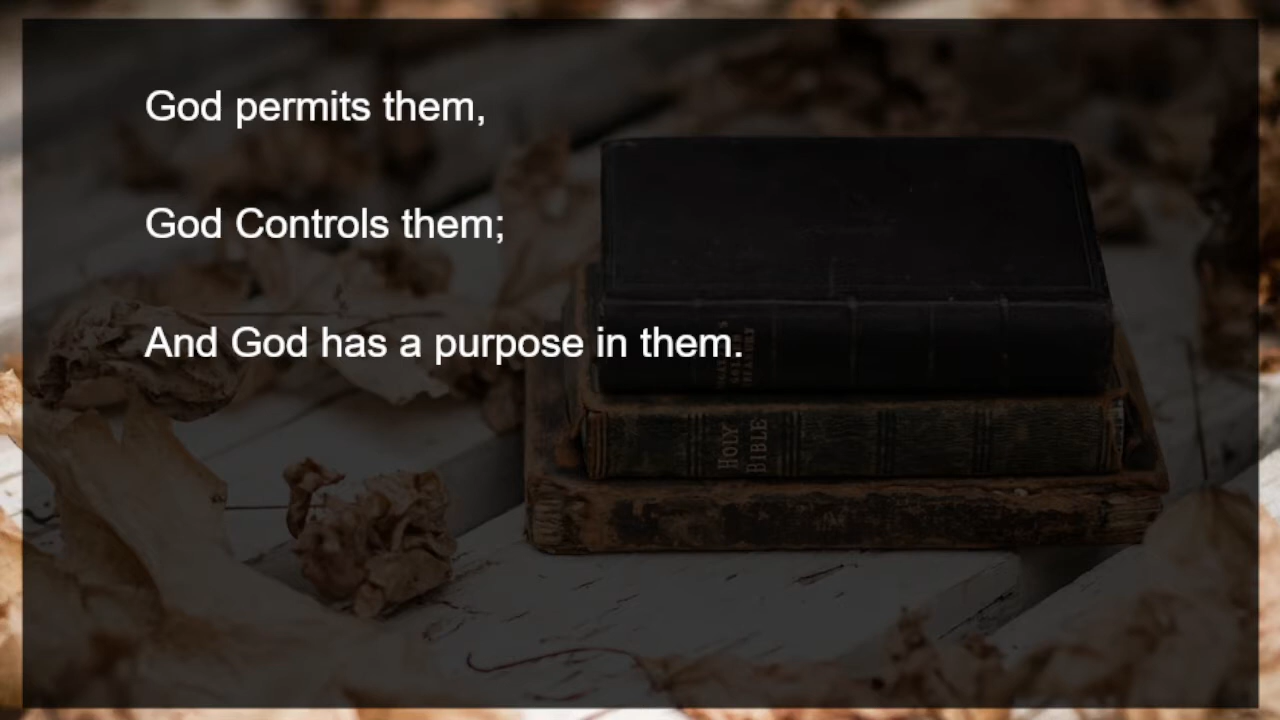 God permits them,
God Controls them;
And God has a purpose in them.
HOLY
BIBLE